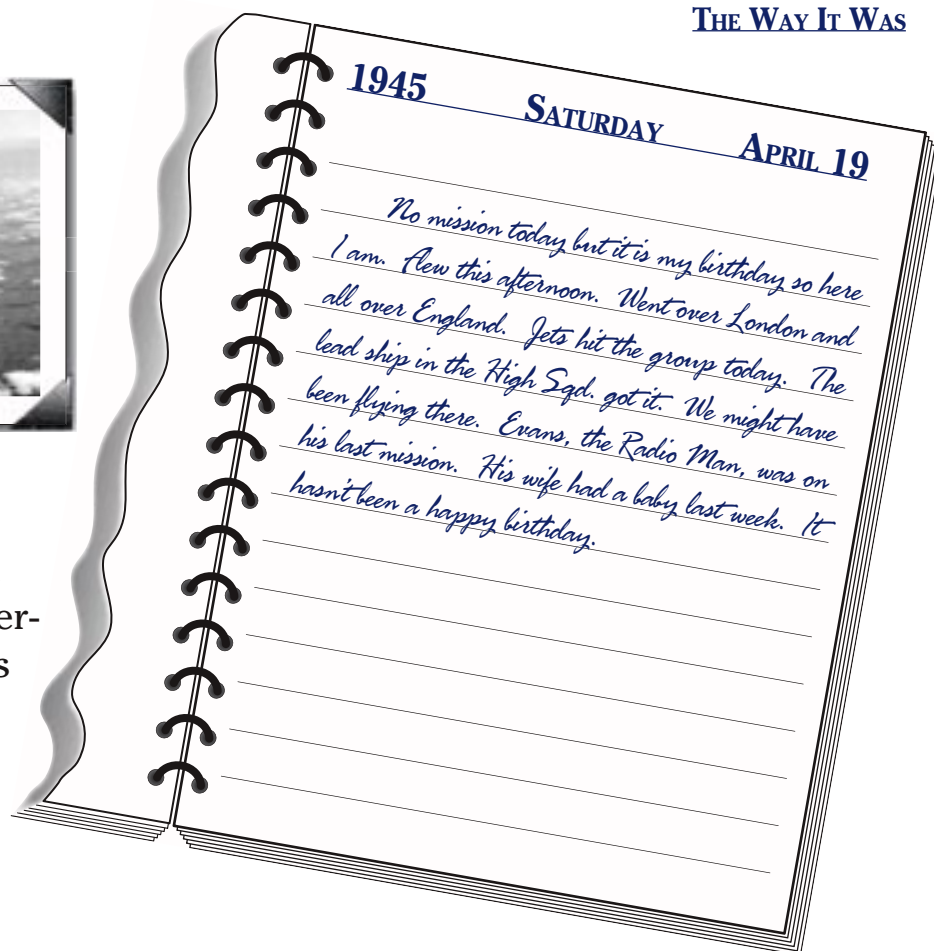 THE WAY IT WAS
1945 SATURDAY APRIL 19
No mission today but it is my birthday so here
I am. Flew this afternoon. Went over London and
all over England. Jets hit the group today. The
lead ship in the High Sqd. got it. We might have
been flying there. Evans, the Radio Man, was on
his last mission. His wife had a baby last week. It
hasn't been a happy birthday.
er-
s